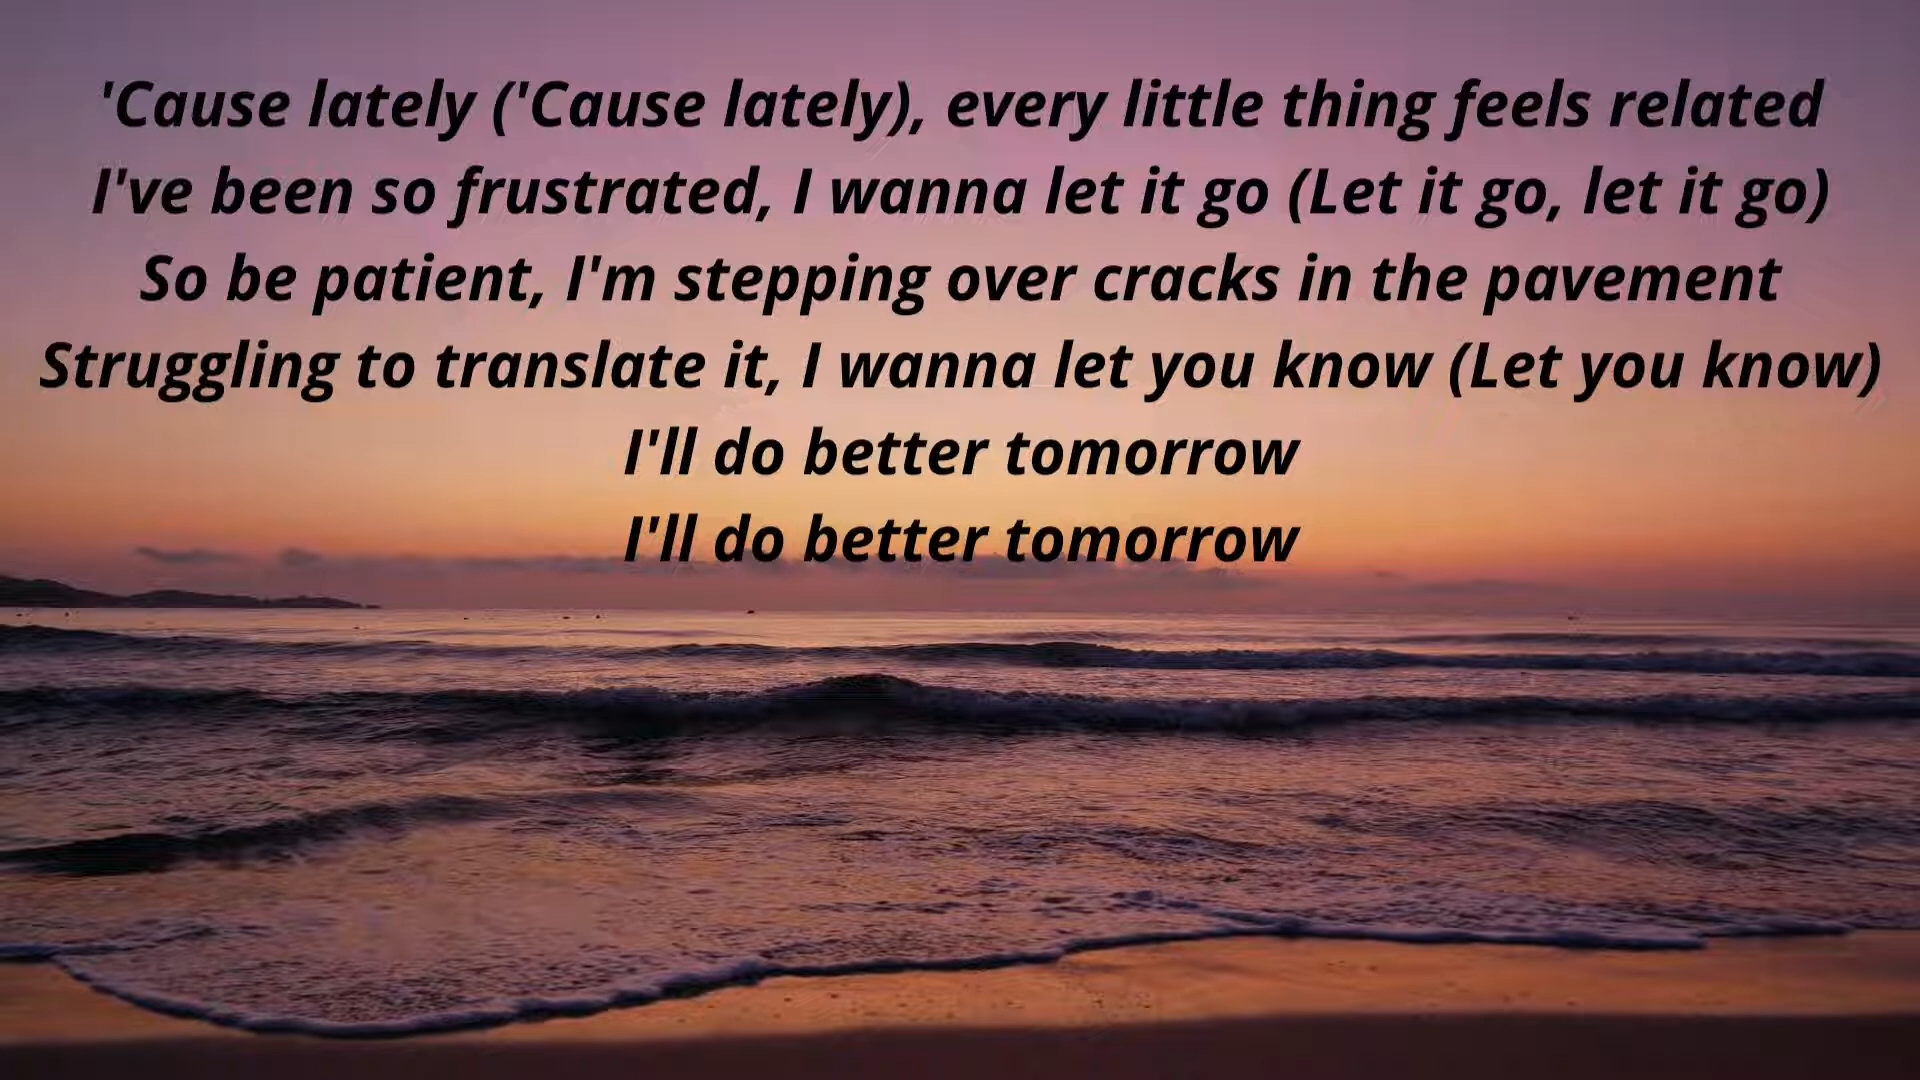 'Cause lately ('Cause lately), every little thing feels related
I've been so frustrated, I wanna let it go (Let it go, let it go)
So be patient, I'm stepping over cracks in the pavement
Struggling to translate it, I wanna let you know (Let you know)
I'll do better tomorrow
I'll do better tomorrow